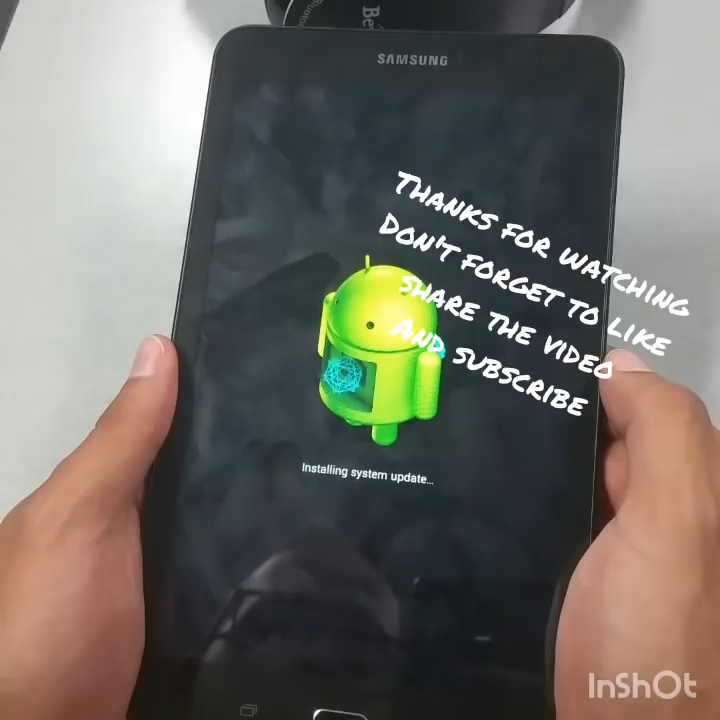 SAMSUNG
THANKS FOR WATCHING
DON'T FORGET TO LIKE
SHARE THE VIDEO
AND SUBSCRIBE
Installing system update...
InShOt